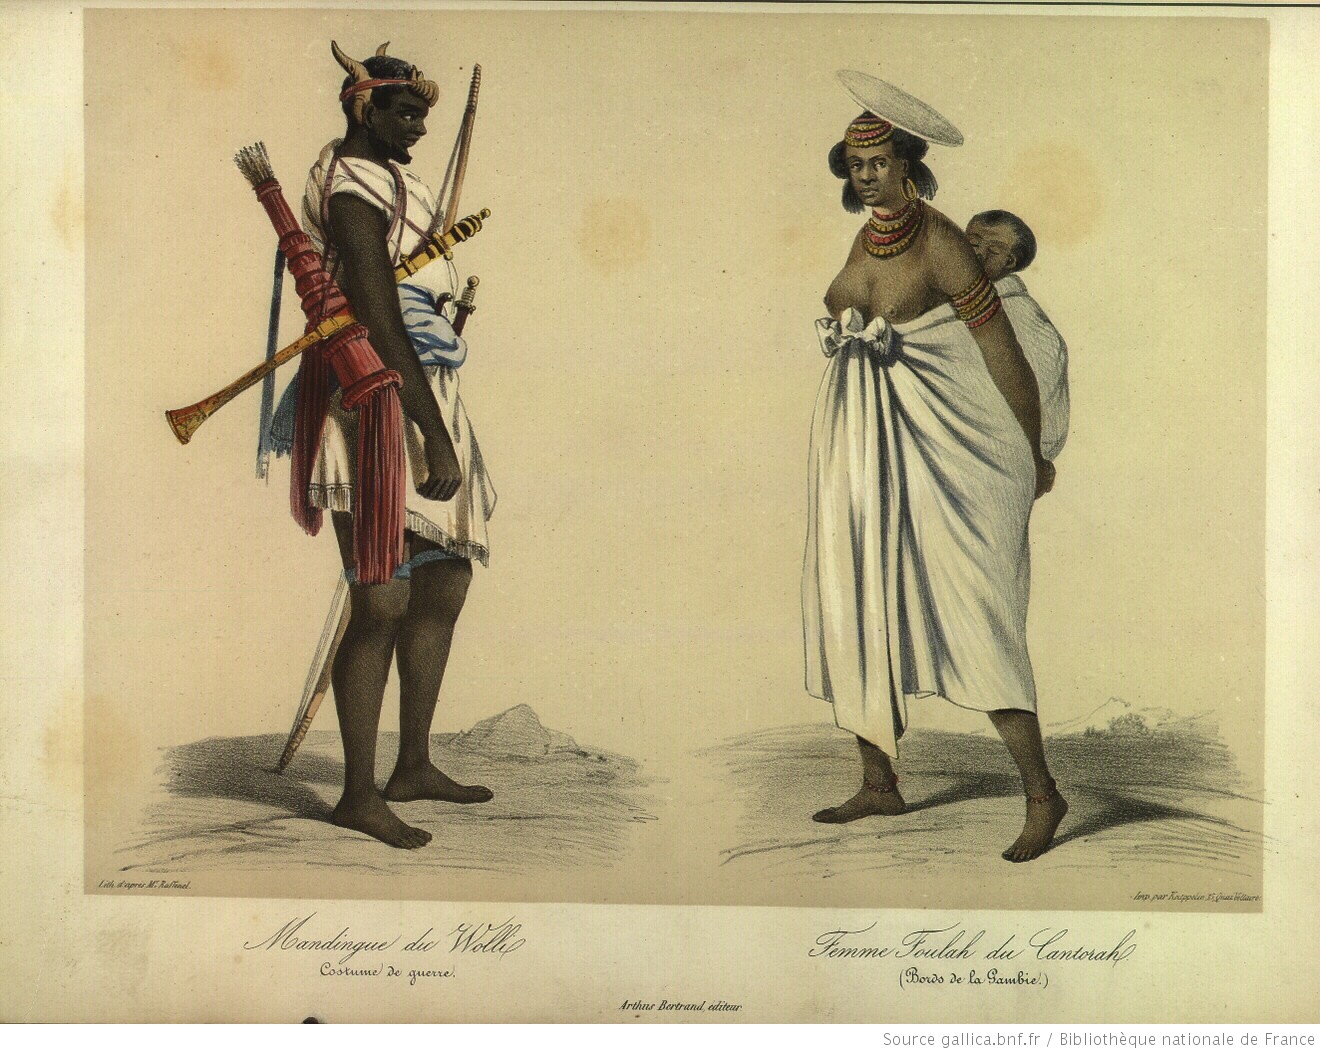 Lith. d'après Mr. Raffenel.
Imp. par Kaeppelin, Quai Voltaire
Mandingue du Wolli
Costume de guerre.
Femme Foulah du Cantorah
(Bords de la Gambie.)
Arthus Bertrand, éditeur.
Source gallica.bnf.fr / Bibliothèque nationale de France